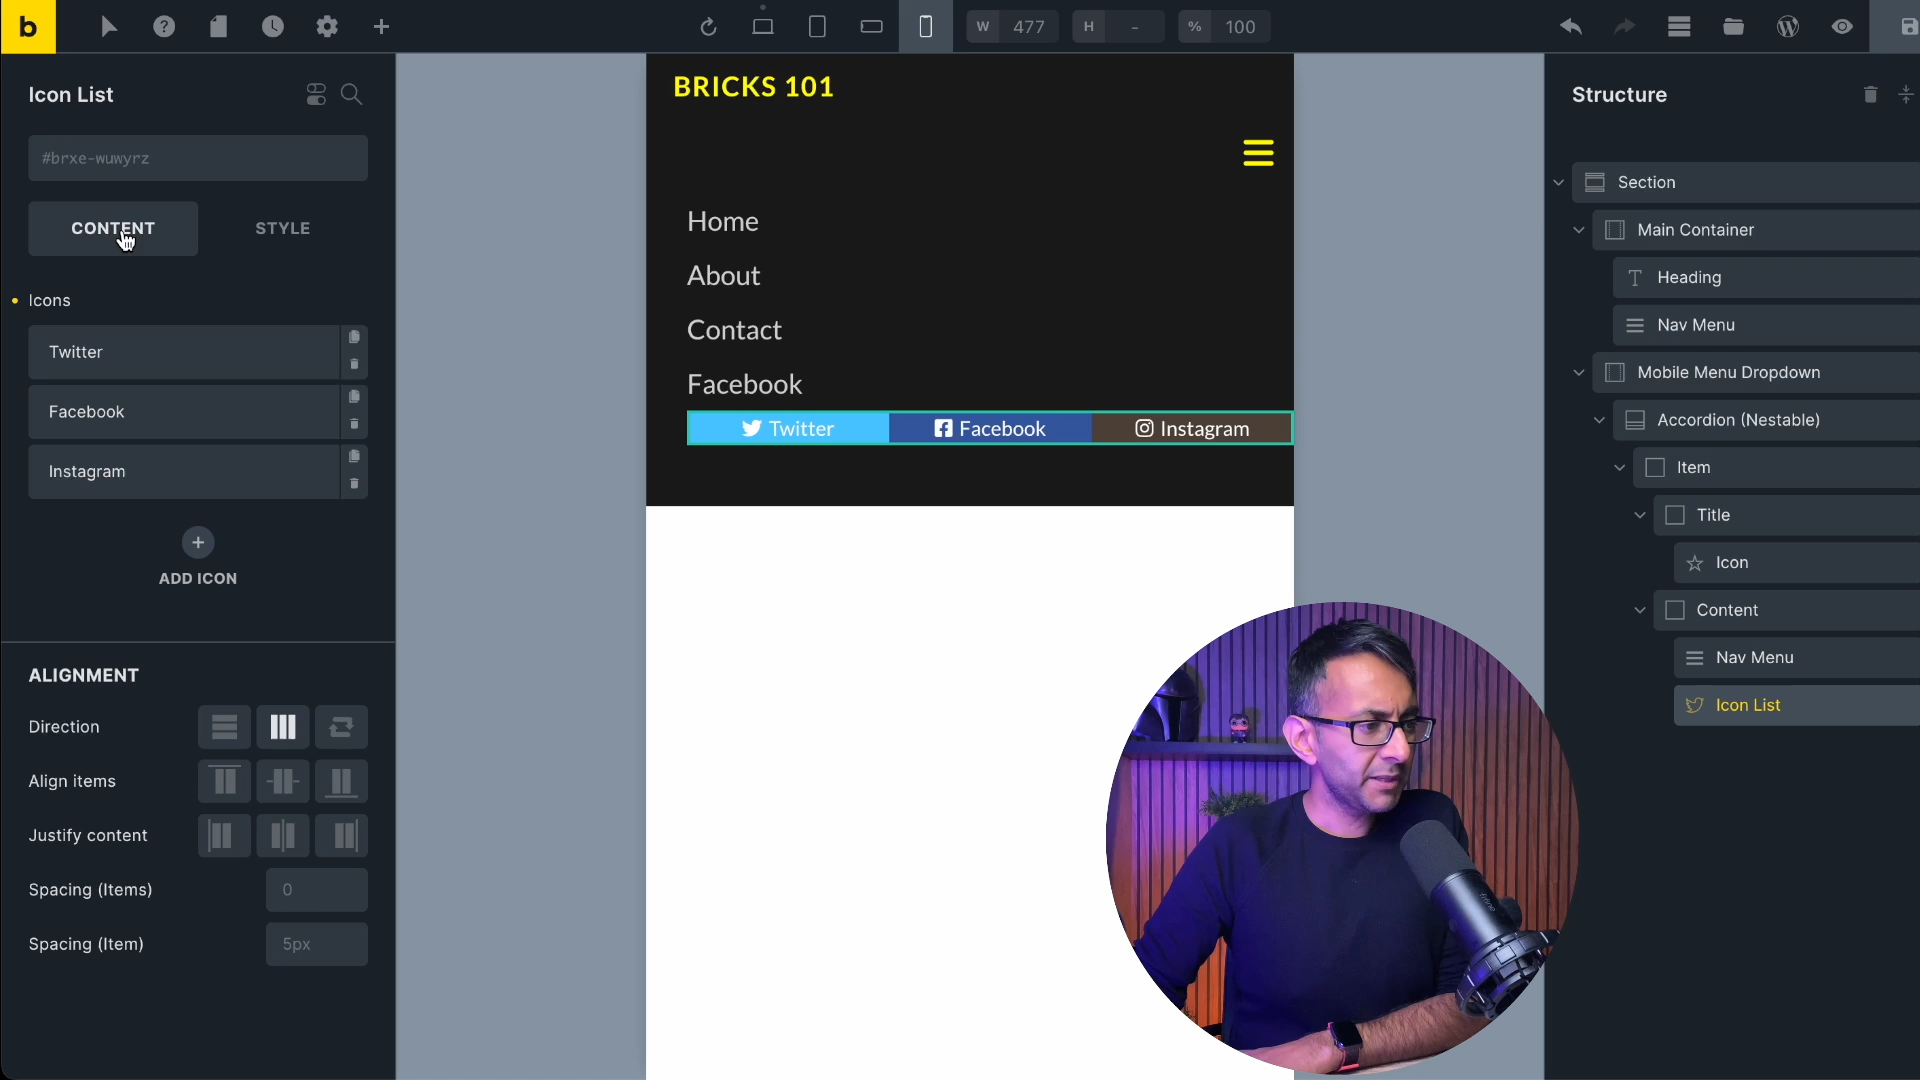 b
W 477 H - % 100
Icon List
#brxe-wuwyrz
CONTENT STYLE
Icons
Twitter
Facebook
Instagram
ADD ICON
ALIGNMENT
Direction
Align items
Justify content
Spacing (Items) 0
Spacing (Item) 5px
BRICKS 101
Home
About
Contact
Facebook
Twitter Facebook Instagram
Structure
Section
Main Container
Heading
Nav Menu
Mobile Menu Dropdown
Accordion (Nestable)
Item
Title
Icon
Content
Nav Menu
Icon List